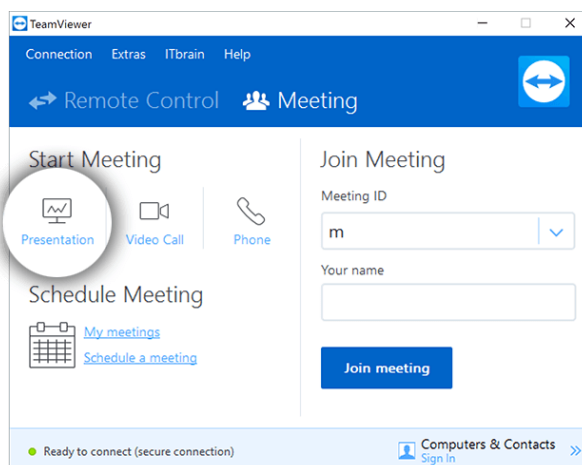 TeamViewer
Connection Extras ITbrain Help
Remote Control Meeting
Start Meeting
Presentation Video Call Phone
Schedule Meeting
My meetings
Schedule a meeting
Join Meeting
Meeting ID
m
Your name
Join meeting
Ready to connect (secure connection)
Computers & Contacts
Sign In